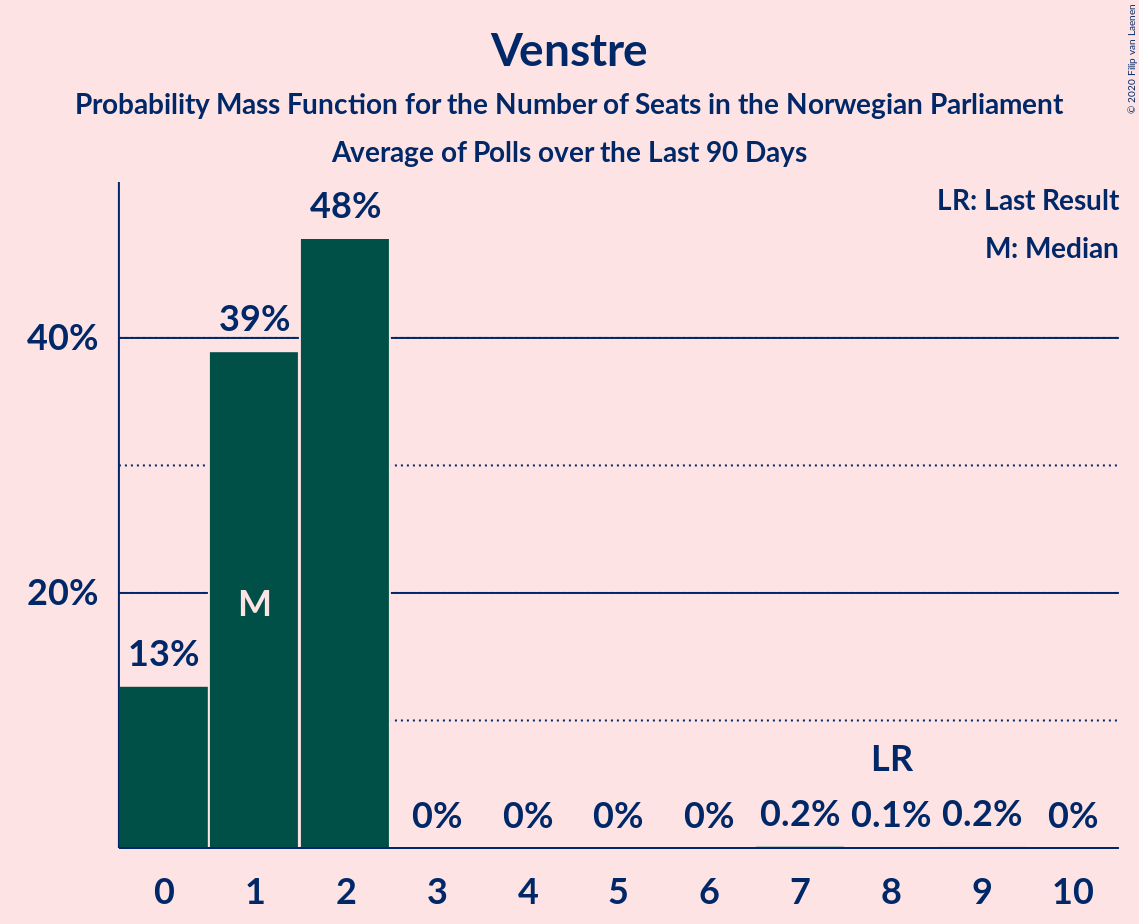 Venstre
Probability Mass Function for the Number of Seats in the Norwegian Parliament
Average of Polls over the Last 90 Days
© 2020 Filip van Laenen
LR: Last Result
M: Median
48%
39%
40%
20%
M
13%
LR
0% 0% 0% 0% 0.2% 0.1% 0.2% 0%
0 1 2 3 4 5 6 7 8 9 10